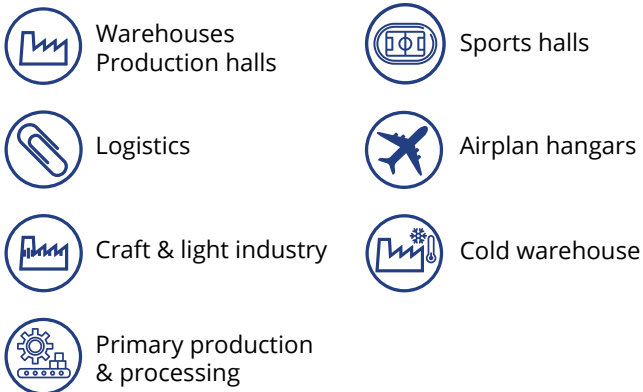 Warehouses
Production halls
Logistics
Craft & light industry
Primary production
& processing
Sports halls
Airplan hangars
Cold warehouse